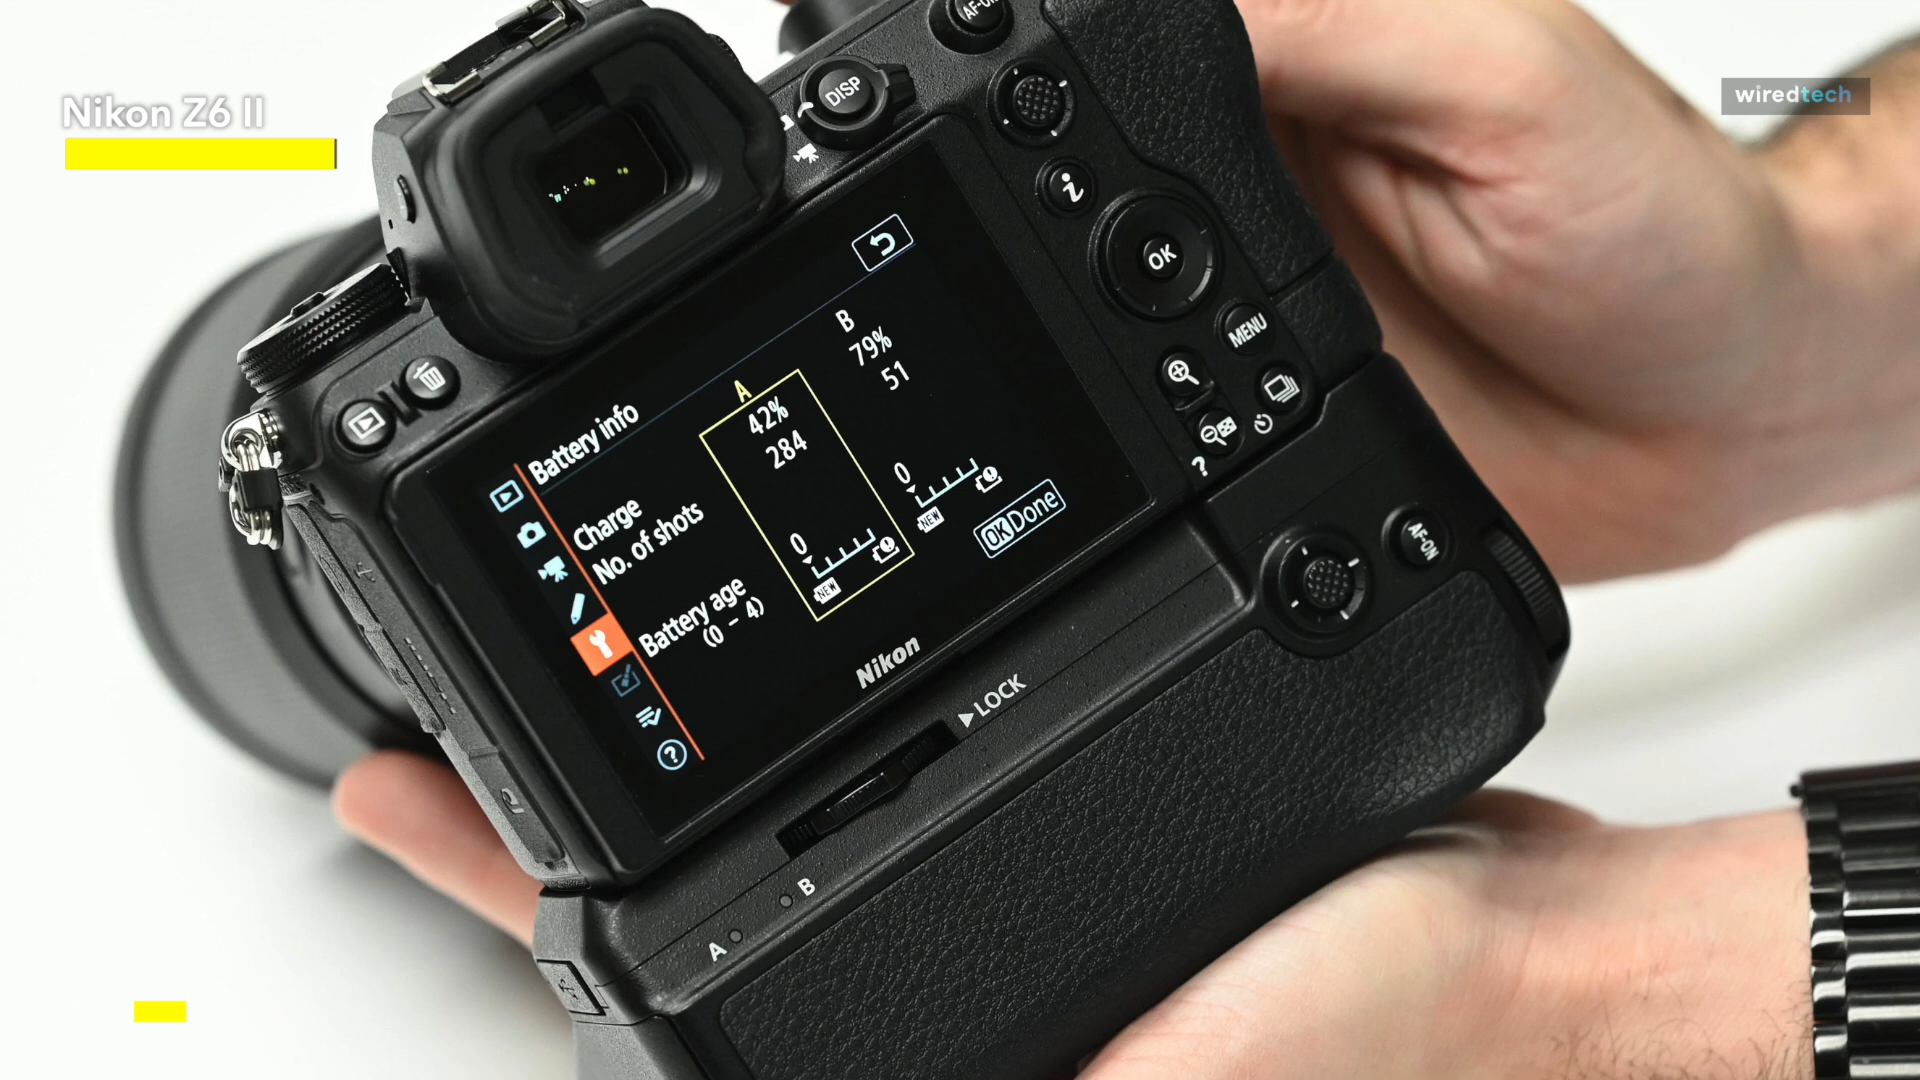 Nikon Z6 II
wiredtech
AF-ON
DISP
i
OK
MENU
?
Battery info
A
B
Charge
42%
79%
No. of shots
284
51
Battery age
(0 - 4)
0
NEW
0
NEW
OK Done
?
Nikon
▶LOCK
AF-ON
B
A